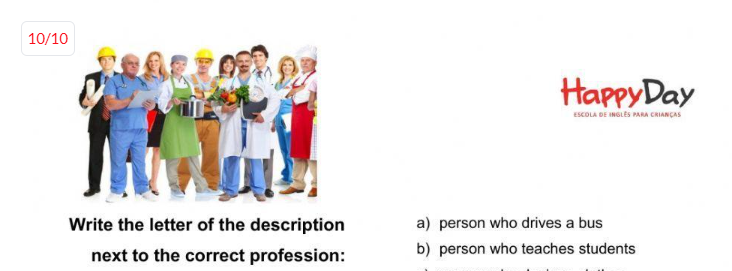 10/10
HappyDay
ESCOLA DE INGLÊS PARA CRIANÇAS
Write the letter of the description
next to the correct profession:
a) person who drives a bus
b) person who teaches students